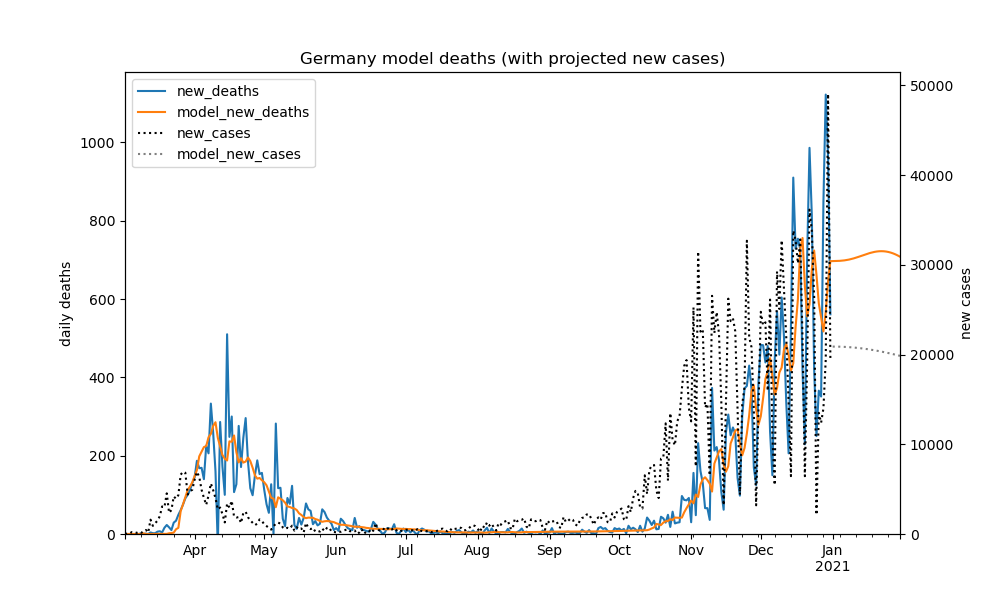 Germany model deaths (with projected new cases)
new_deaths
model_new_deaths
new_cases
model_new_cases
daily deaths
new cases
1000
800
600
400
200
0
50000
40000
30000
20000
10000
0
Apr May Jun Jul Aug Sep Oct Nov Dec Jan
2021